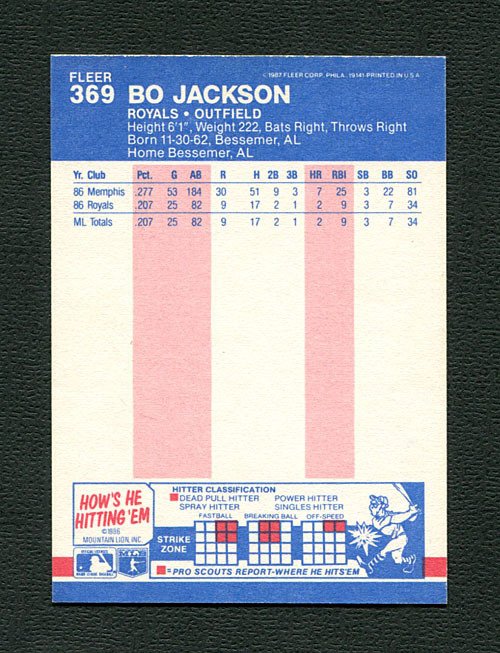 FLEER
©1987 FLEER CORP., PHILA. 19141-PRINTED IN U S A
369 BO JACKSON
ROYALS • OUTFIELD
Height 6'1", Weight 222, Bats Right, Throws Right
Born 11-30-62, Bessemer, AL
Home Bessemer, AL
Yr. Club Pct. G AB R H 2B 3B HR RBI SB BB SO
86 Memphis .277 53 184 30 51 9 3 7 25 3 22 81
86 Royals .207 25 82 9 17 2 1 2 9 3 7 34
ML Totals .207 25 82 9 17 2 1 2 9 3 7 34
HOW'S HE
HITTING 'EM
©1986
MOUNTAIN LION, INC.
HITTER CLASSIFICATION
DEAD PULL HITTER POWER HITTER
SPRAY HITTER SINGLES HITTER
FASTBALL BREAKING BALL OFF-SPEED
STRIKE
ZONE
=PRO SCOUTS REPORT-WHERE HE HITS'EM